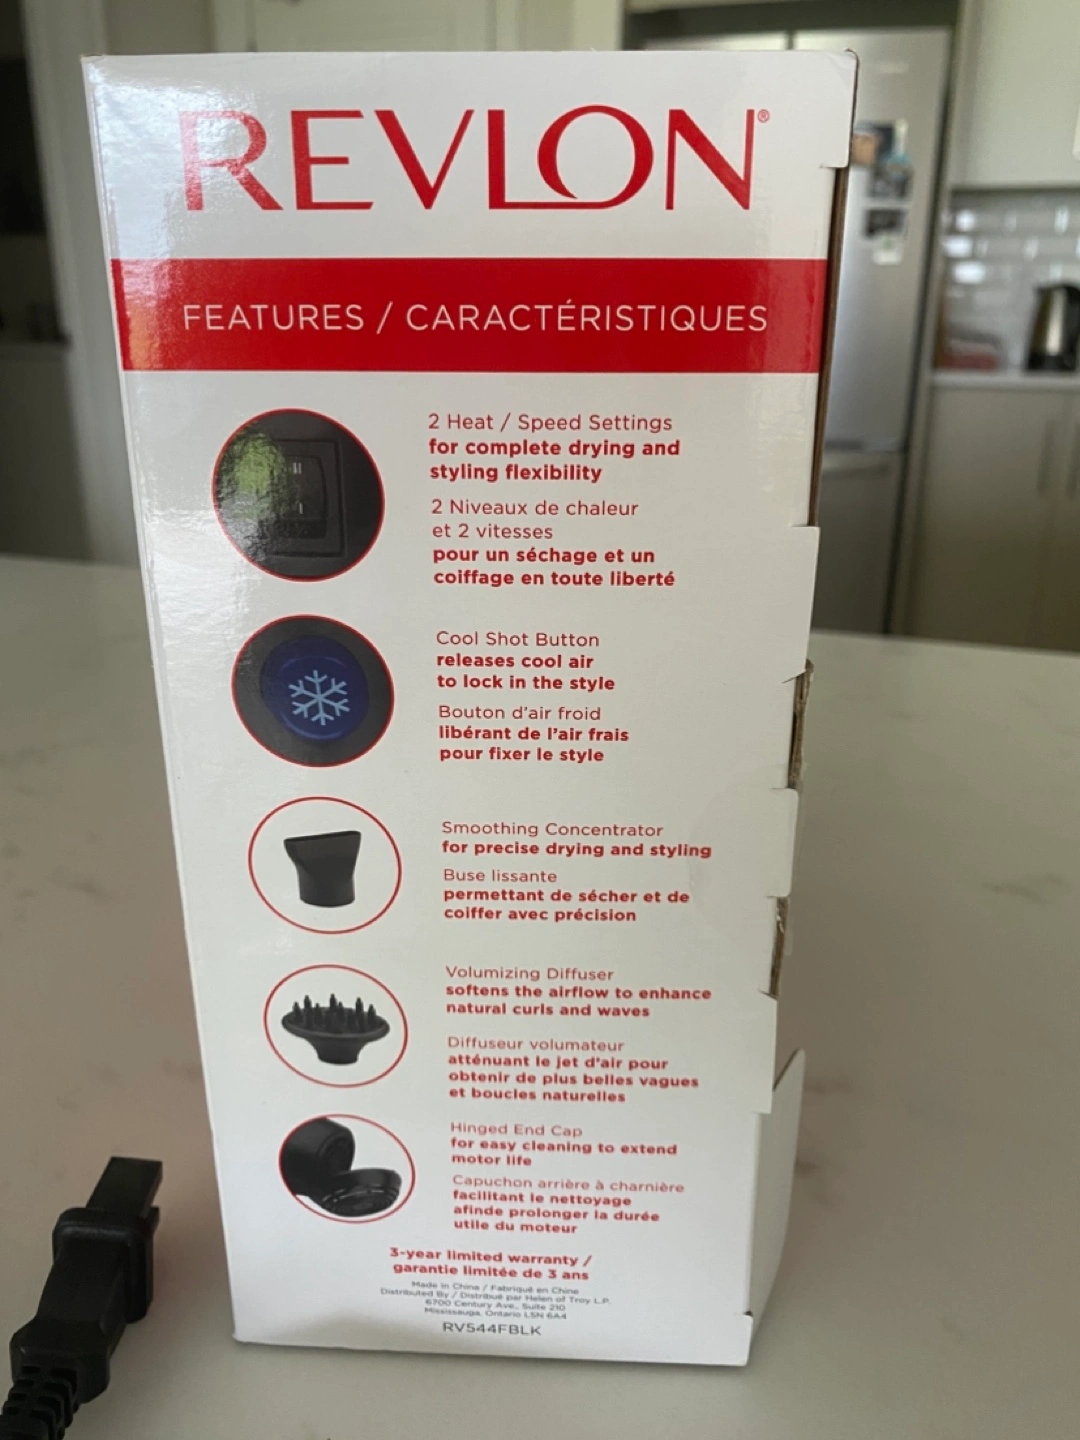 REVLON®
FEATURES / CARACTÉRISTIQUES
2 Heat / Speed Settings
for complete drying and
styling flexibility
2 Niveaux de chaleur
et 2 vitesses
pour un séchage et un
coiffage en toute liberté
II
I
Cool Shot Button
releases cool air
to lock in the style
Bouton d'air froid
libérant de l'air frais
pour fixer le style
Smoothing Concentrator
for precise drying and styling
Buse lissante
permettant de sécher et de
coiffer avec précision
Volumizing Diffuser
softens the airflow to enhance
natural curls and waves
Diffuseur volumateur
atténuant le jet d'air pour
obtenir de plus belles vagues
et boucles naturelles
Hinged End Cap
for easy cleaning to extend
motor life
Capuchon arrière à charnière
facilitant le nettoyage
afinde prolonger la durée
utile du moteur
3-year limited warranty /
garantie limitée de 3 ans
Made in China / Fabriqué en Chine
Distributed By / Distribué par Helen of Troy L.P.
6700 Century Ave., Suite 210
Mississauga, Ontario L5N 6A4
RV544FBLK